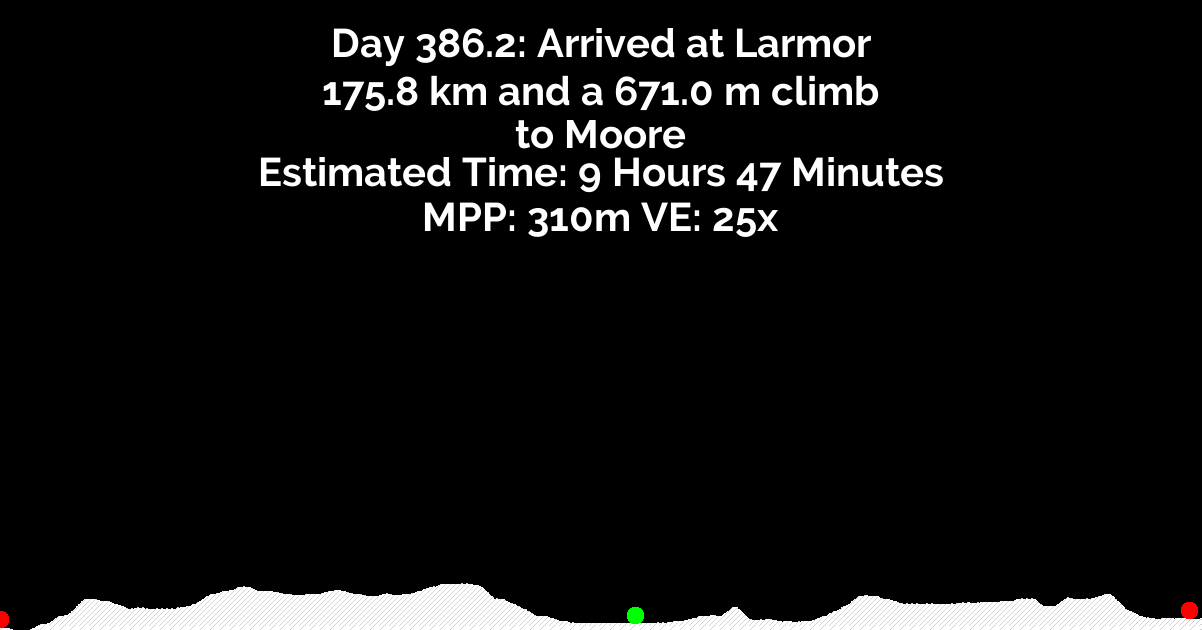 Day 386.2: Arrived at Larmor
175.8 km and a 671.0 m climb
to Moore
Estimated Time: 9 Hours 47 Minutes
MPP: 310m VE: 25x